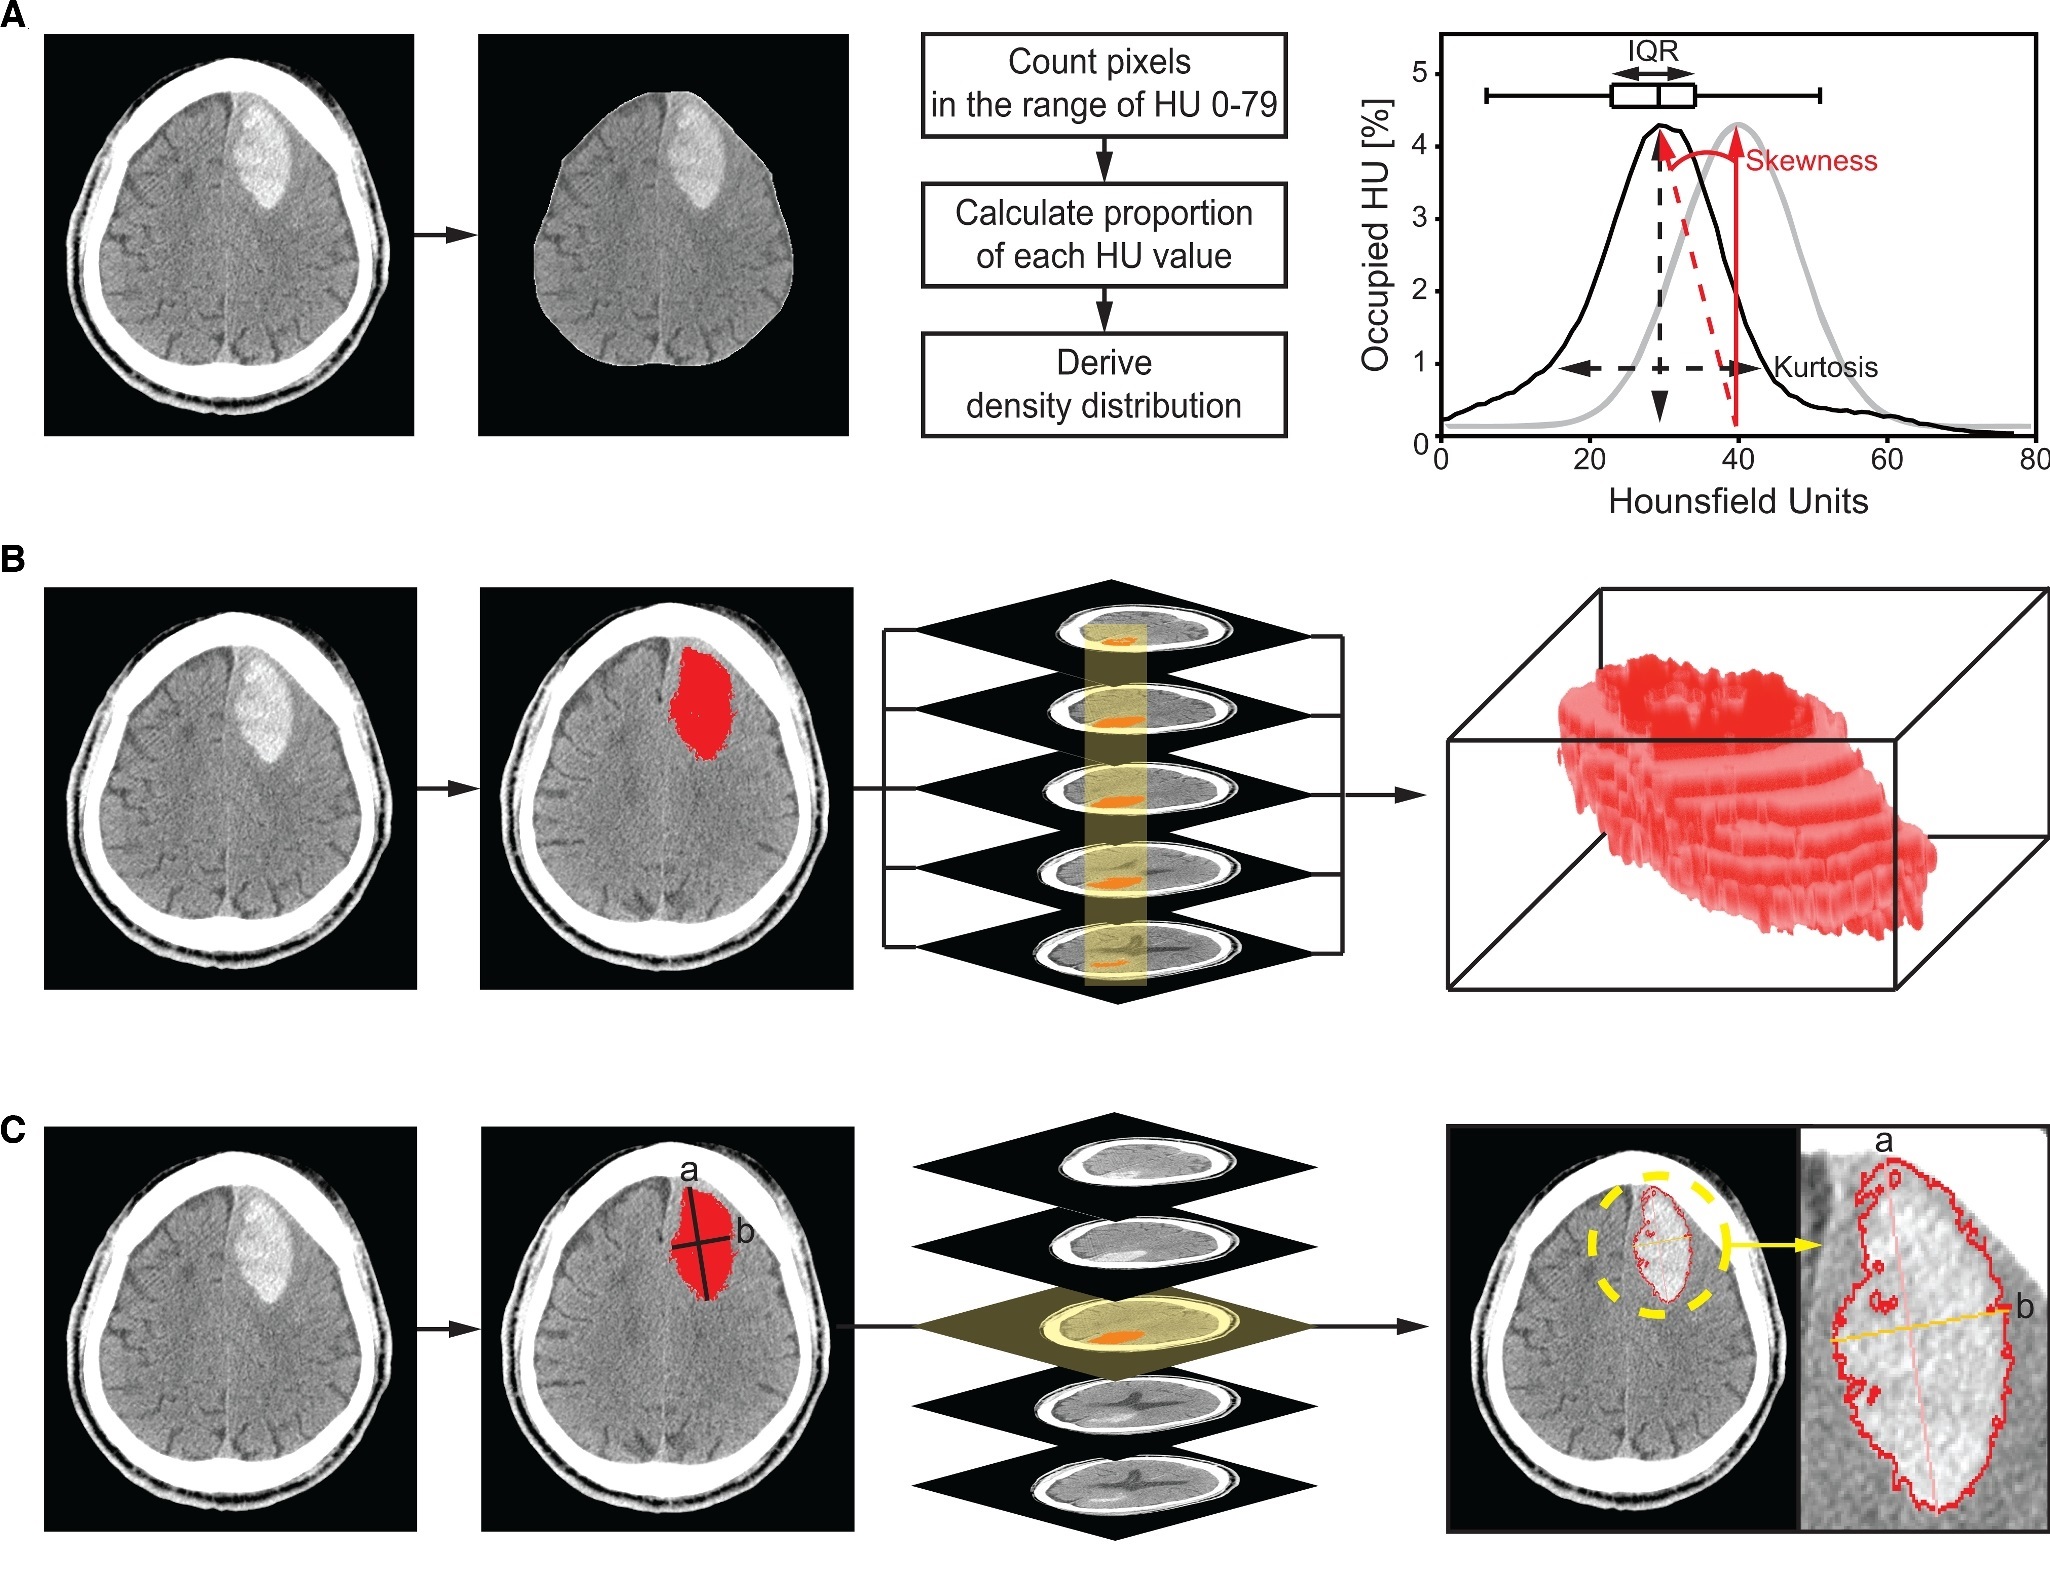 A
Count pixels
in the range of HU 0-79
Calculate proportion
of each HU value
Derive
density distribution
IQR
Skewness
Kurtosis
Occupied HU [%]
5
4
3
2
1
0
0 20 40 60 80
Hounsfield Units
B
C
a
b
a
b